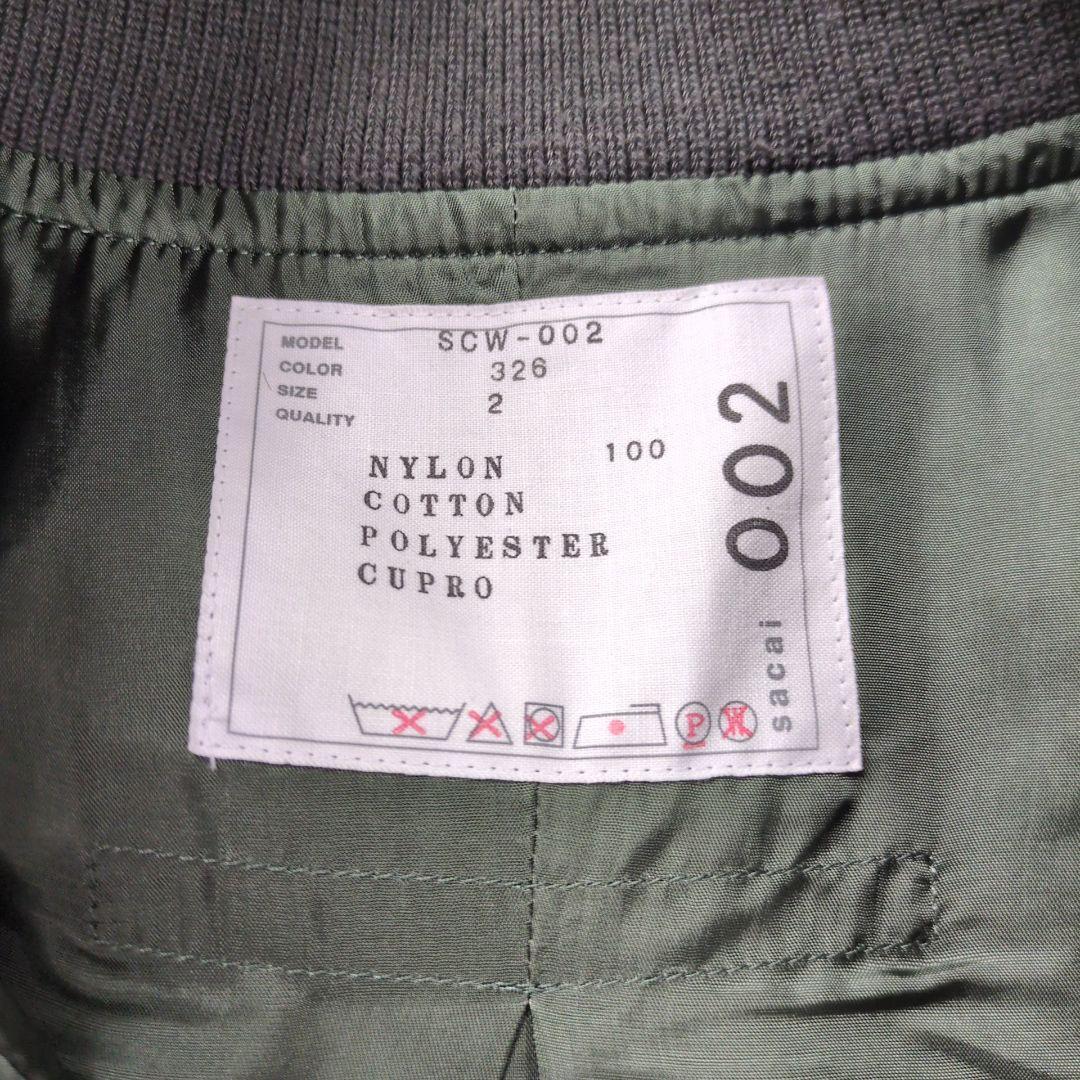 MODEL SCW-002
COLOR 326
SIZE 2
QUALITY
NYLON 100
COTTON
POLYESTER
CUPRO
P
W
sacai 002